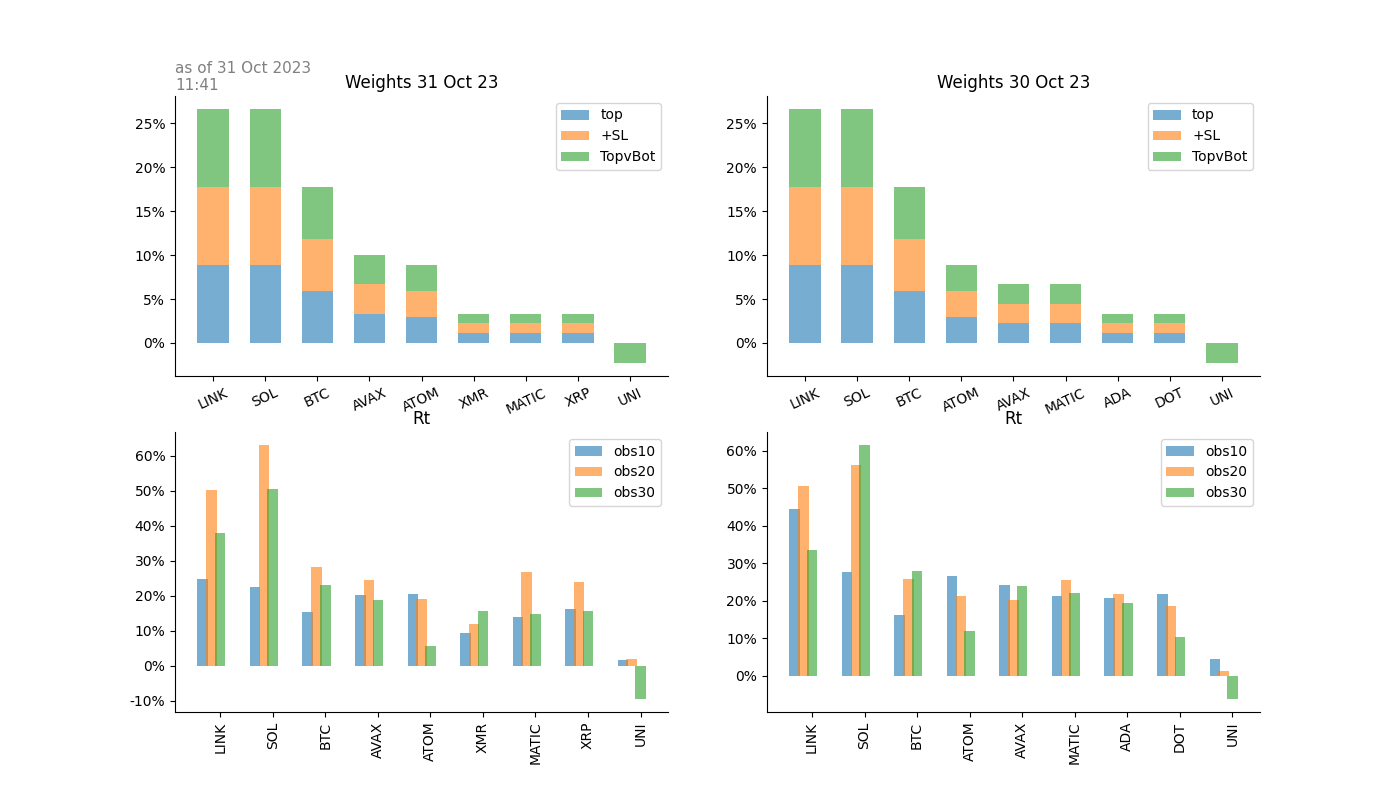 as of 31 Oct 2023
11:41
Weights 31 Oct 23
25%
20%
15%
10%
5%
0%
top
+SL
TopvBot
LINK SOL BTC AVAX ATOM XMR MATIC XRP UNI
Weights 30 Oct 23
25%
20%
15%
10%
5%
0%
top
+SL
TopvBot
LINK SOL BTC ATOM AVAX MATIC ADA DOT UNI
Rt
60%
50%
40%
30%
20%
10%
0%
-10%
obs10
obs20
obs30
LINK SOL BTC AVAX ATOM XMR MATIC XRP UNI
Rt
60%
50%
40%
30%
20%
10%
0%
obs10
obs20
obs30
LINK SOL BTC ATOM AVAX MATIC ADA DOT UNI